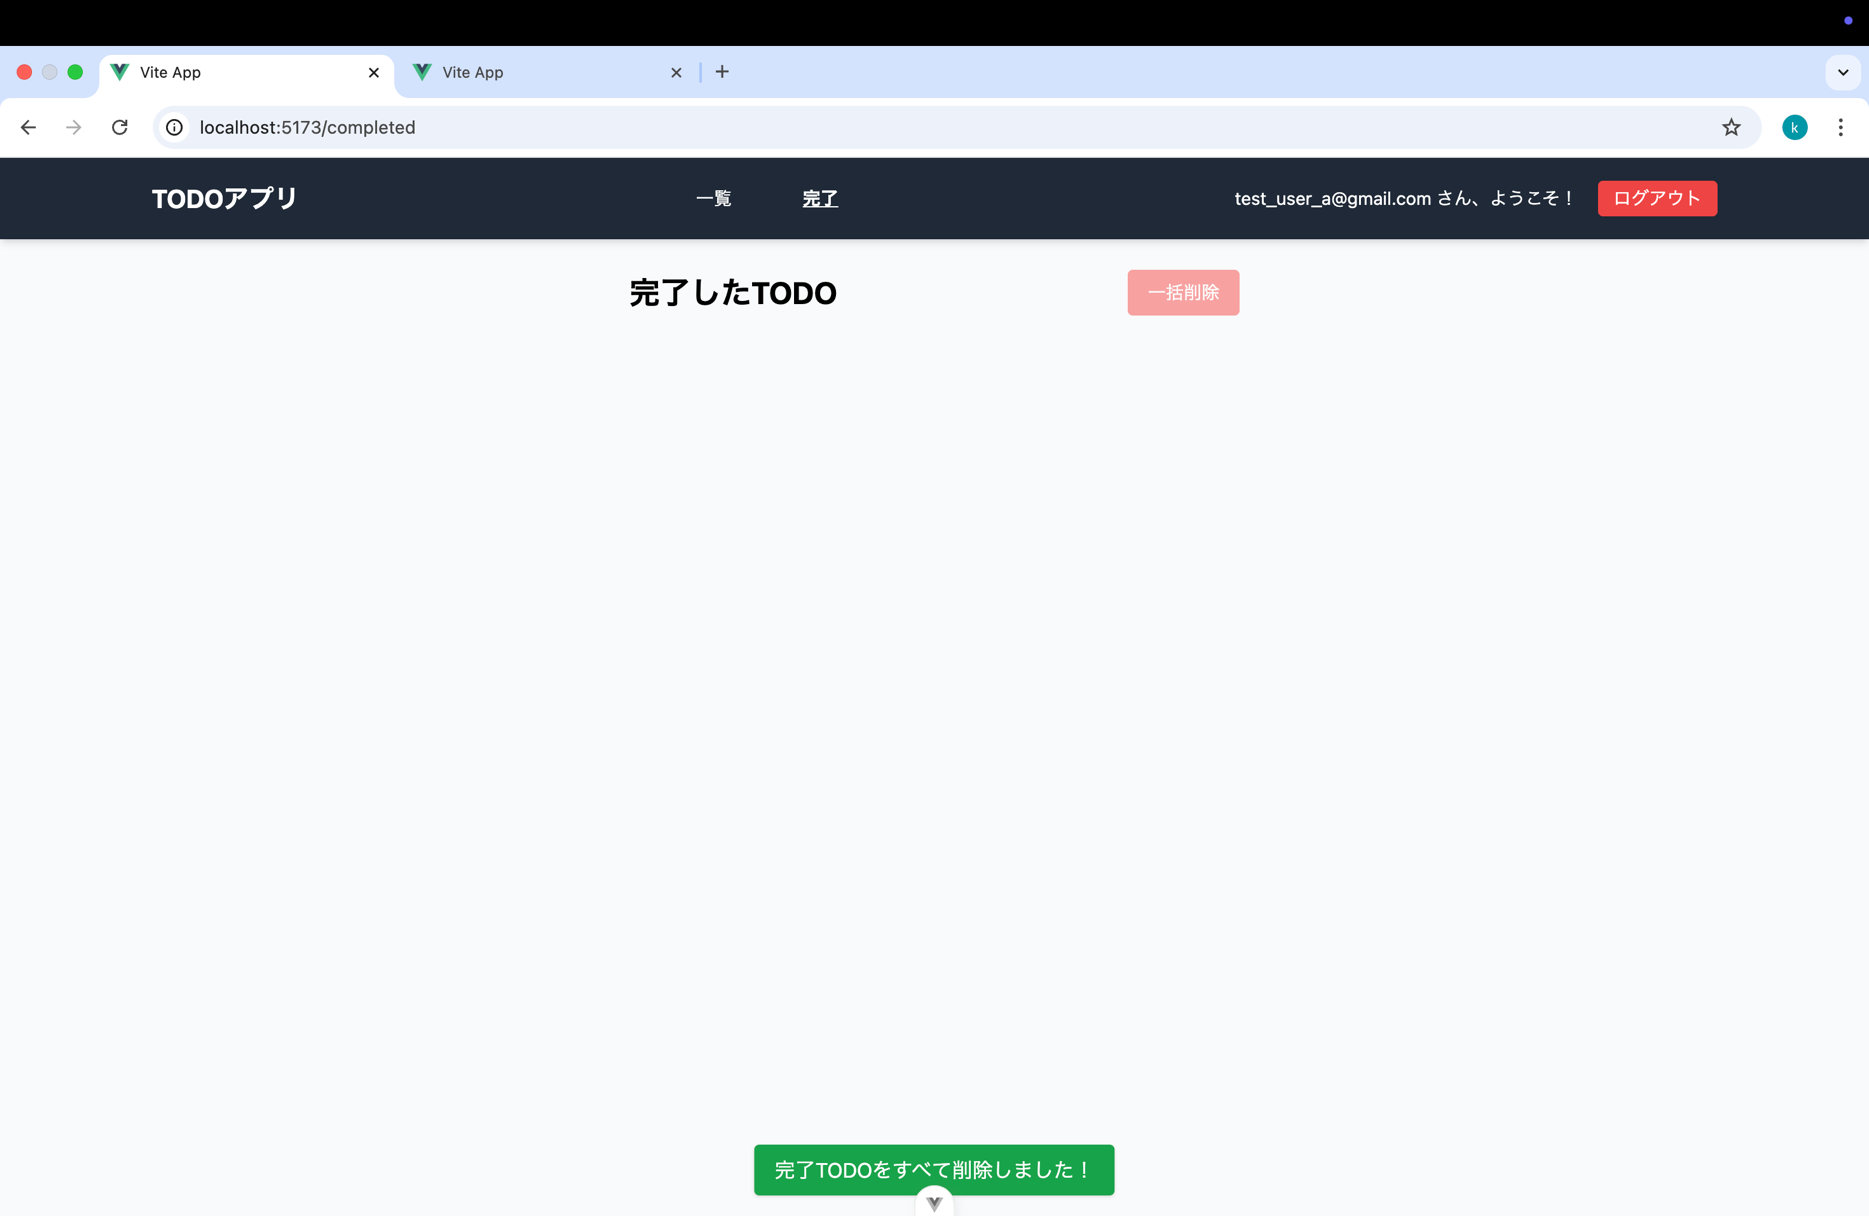 Vite App
Vite App
localhost:5173/completed
k
TODOアプリ
一覧
完了
test_user_a@gmail.com さん、ようこそ！
ログアウト
完了したTODO
一括削除
完了TODOをすべて削除しました！